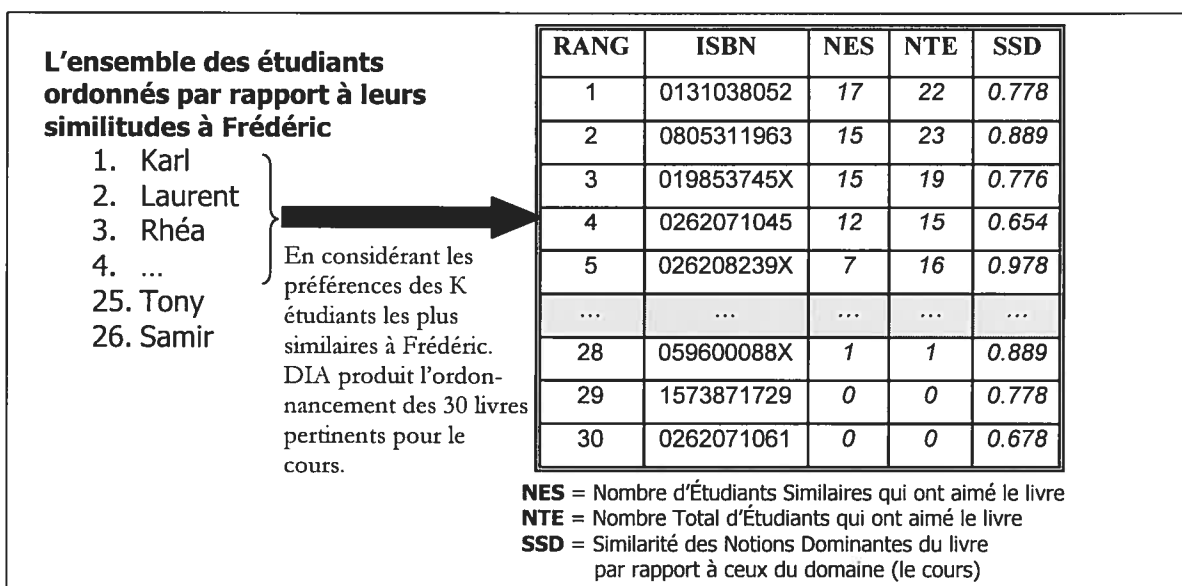 L'ensemble des étudiants
ordonnés par rapport à leurs
similitudes à Frédéric
1. Karl
2. Laurent
3. Rhéa
4. ...
25. Tony
26. Samir
En considérant les
préférences des K
étudiants les plus
similaires à Frédéric.
DIA produit l'ordon-
nancement des 30 livres
pertinents pour le
cours.
RANG ISBN NES NTE SSD
1 0131038052 17 22 0.778
2 0805311963 15 23 0.889
3 019853745X 15 19 0.776
4 0262071045 12 15 0.654
5 026208239X 7 16 0.978
... ... ... ... ...
28 059600088X 1 1 0.889
29 1573871729 0 0 0.778
30 0262071061 0 0 0.678
NES = Nombre d'Étudiants Similaires qui ont aimé le livre
NTE = Nombre Total d'Étudiants qui ont aimé le livre
SSD = Similarité des Notions Dominantes du livre
par rapport à ceux du domaine (le cours)